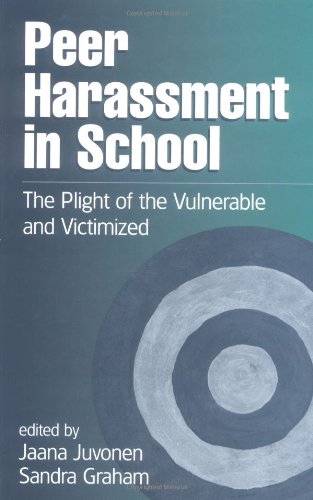 Peer
Harassment
in School
The Plight of the Vulnerable
and Victimized
edited by
Jaana Juvonen
Sandra Graham